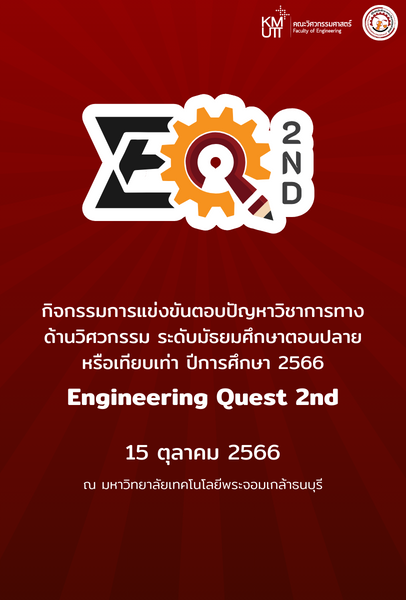 KM
UTT
คณะวิศวกรรมศาสตร์
Faculty of Engineering
EQ
2ND
กิจกรรมการแข่งขันตอบปัญหาวิชาการทาง
ด้านวิศวกรรม ระดับมัธยมศึกษาตอนปลาย
หรือเทียบเท่า ปีการศึกษา 2566
Engineering Quest 2nd
15 ตุลาคม 2566
ณ มหาวิทยาลัยเทคโนโลยีพระจอมเกล้าธนบุรี